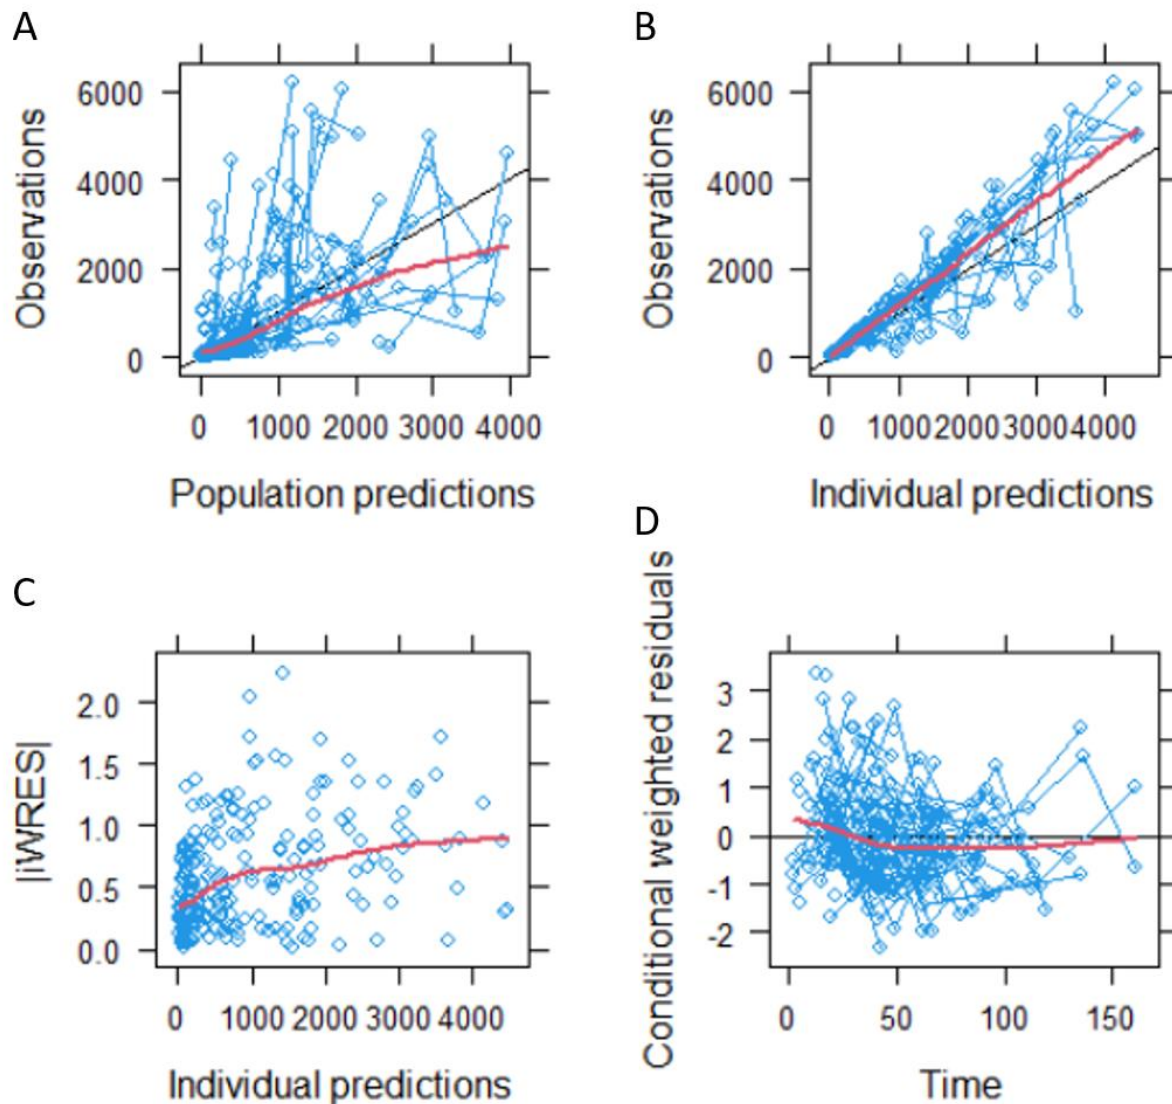 A
Observations
6000
4000
2000
0
0 1000 2000 3000 4000
Population predictions
B
Observations
6000
4000
2000
0
0 1000 2000 3000 4000
Individual predictions
C
|iWRES|
2.0
1.5
1.0
0.5
0.0
0 1000 2000 3000 4000
Individual predictions
D
Conditional weighted residuals
3
2
1
0
-1
-2
0 50 100 150
Time